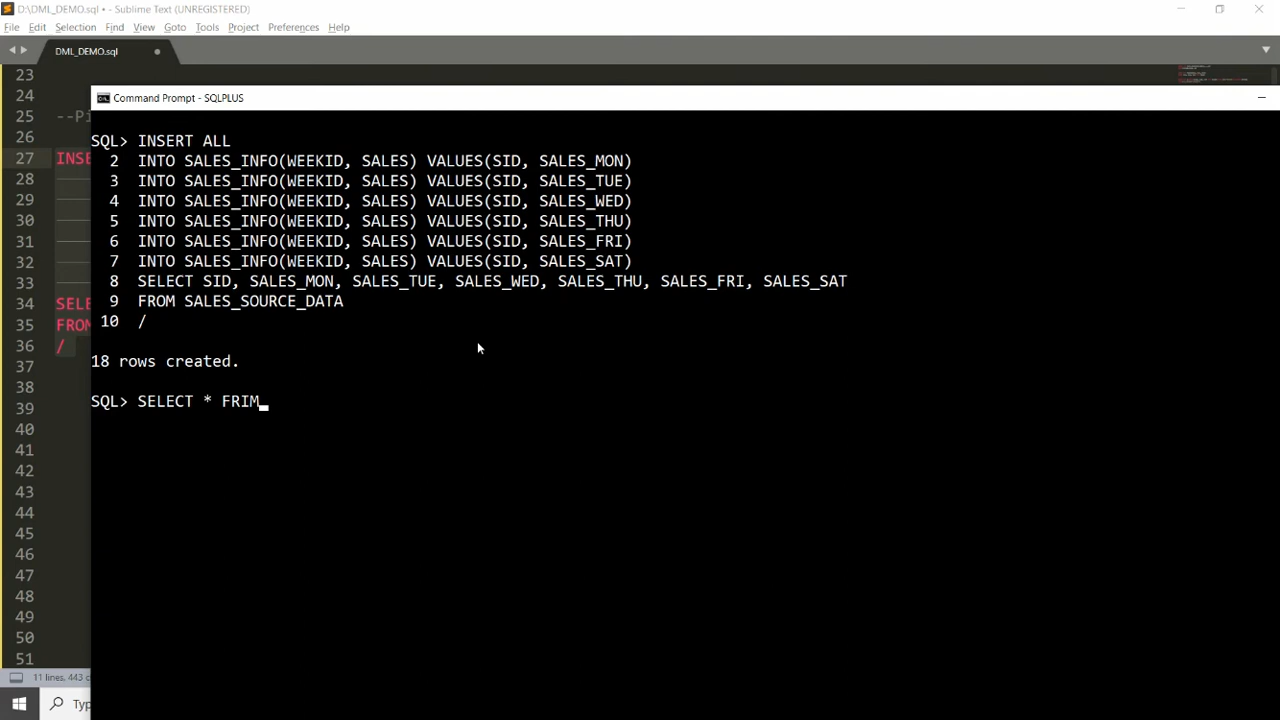 D:\DML_DEMO.sql • - Sublime Text (UNREGISTERED)
File Edit Selection Find View Goto Tools Project Preferences Help
DML_DEMO.sql
23
24
25 --Pi
26
27 INSE
28
29
30
31
32
33
34 SELE
35 FROM
36 /
37
38
39
40
41
42
43
44
45
46
47
48
49
50
51
Command Prompt - SQLPLUS
SQL> INSERT ALL
2 INTO SALES_INFO(WEEKID, SALES) VALUES(SID, SALES_MON)
3 INTO SALES_INFO(WEEKID, SALES) VALUES(SID, SALES_TUE)
4 INTO SALES_INFO(WEEKID, SALES) VALUES(SID, SALES_WED)
5 INTO SALES_INFO(WEEKID, SALES) VALUES(SID, SALES_THU)
6 INTO SALES_INFO(WEEKID, SALES) VALUES(SID, SALES_FRI)
7 INTO SALES_INFO(WEEKID, SALES) VALUES(SID, SALES_SAT)
8 SELECT SID, SALES_MON, SALES_TUE, SALES_WED, SALES_THU, SALES_FRI, SALES_SAT
9 FROM SALES_SOURCE_DATA
10 /
18 rows created.
SQL> SELECT * FRIM
11 lines, 443 c
Typ